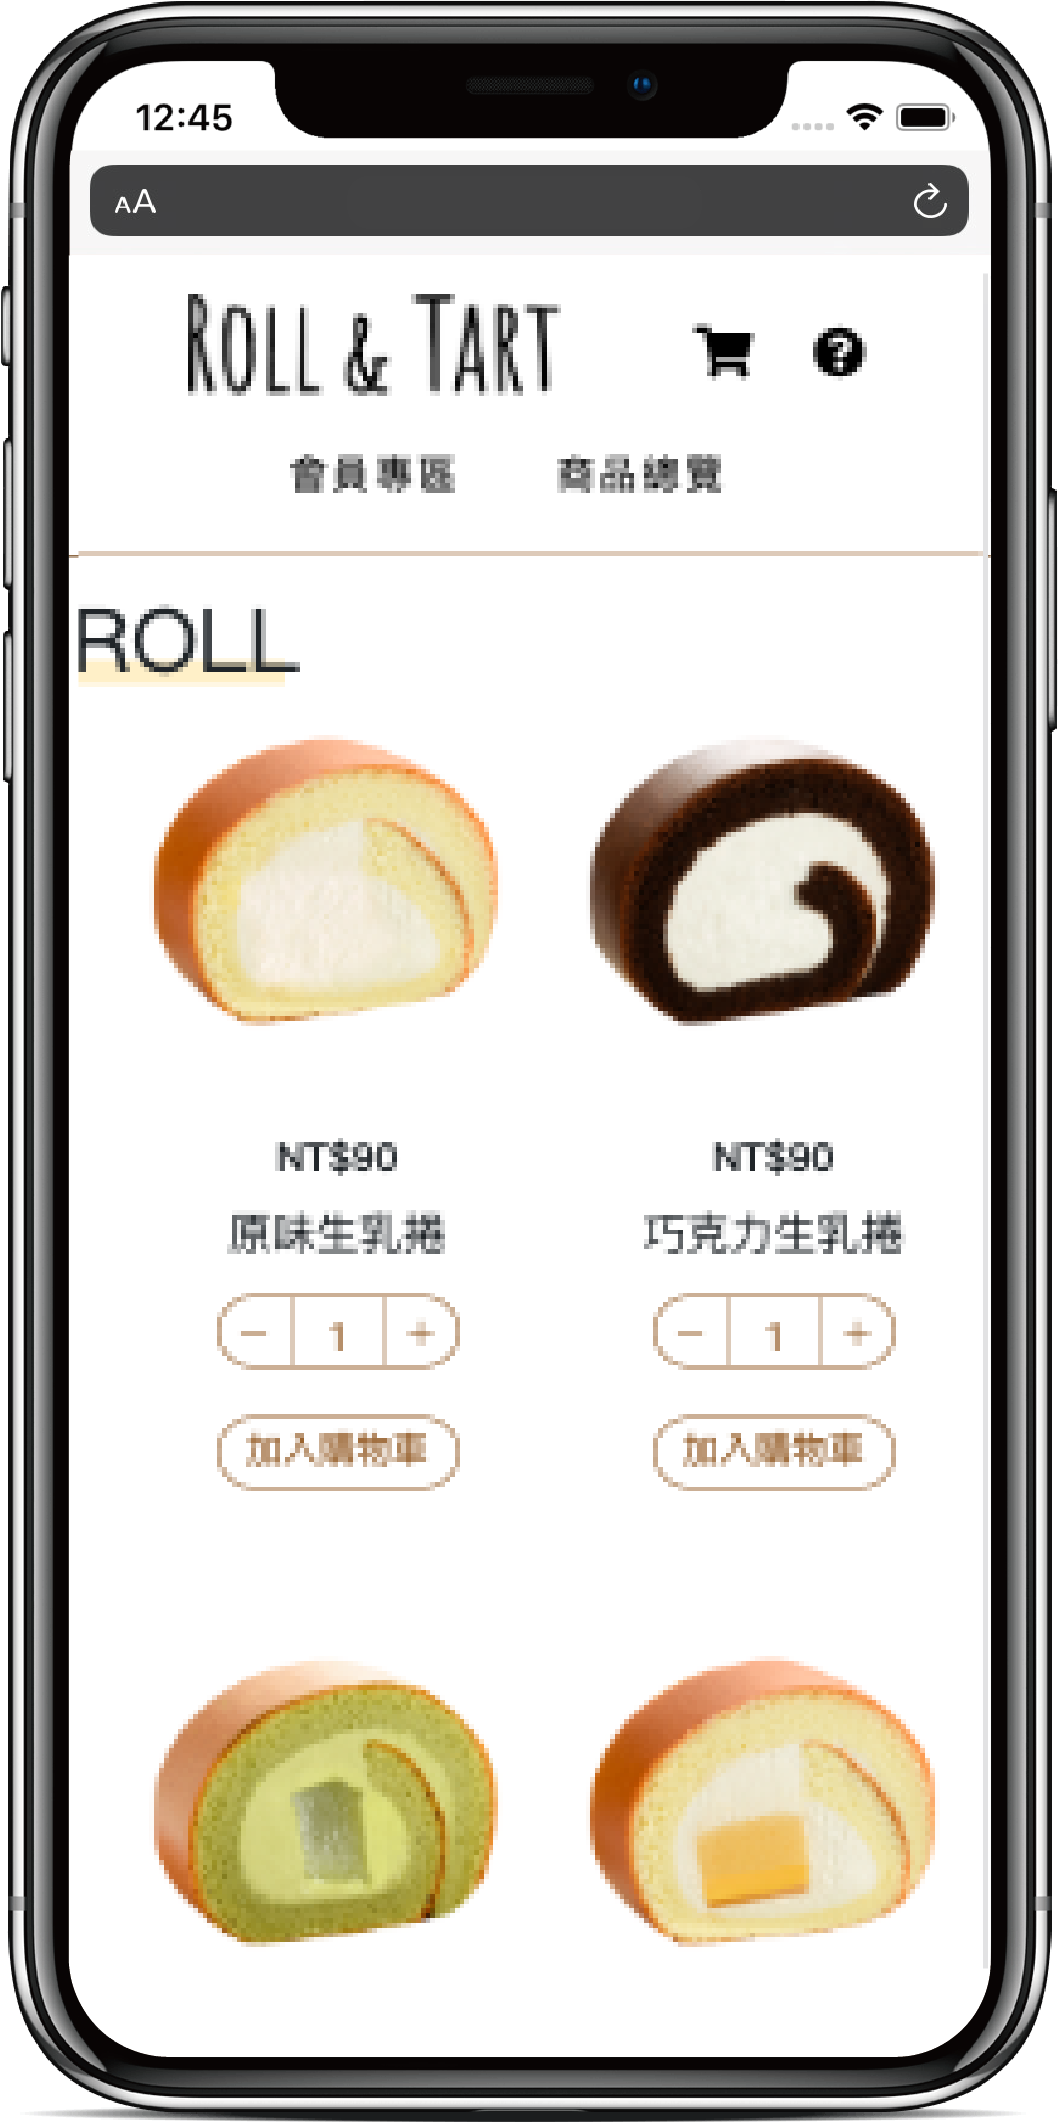 12:45
AA
ROLL & TART
會員專區 商品總覽
ROLL
NT$90 NT$90
原味生乳捲 巧克力生乳捲
− 1 + − 1 +
加入購物車 加入購物車